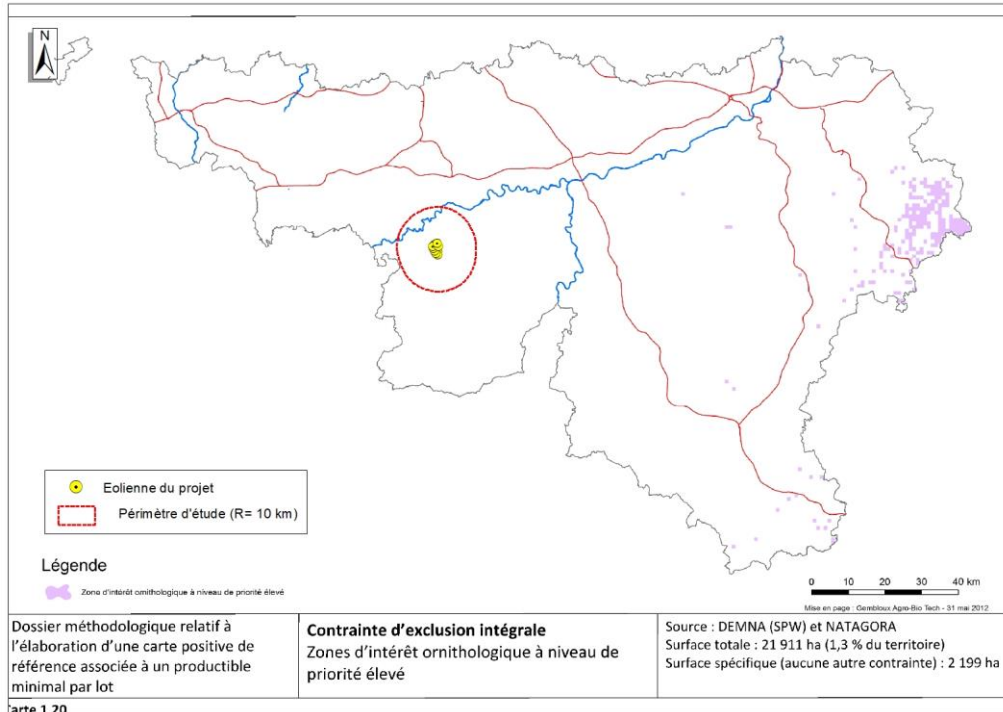 N
Eolienne du projet
Périmètre d'étude (R= 10 km)
Légende
Zone d'intérêt ornithologique à niveau de priorité élevé
0 10 20 30 40 km
Mise en page : Gembloux Agro-Bio Tech - 31 mai 2012
Dossier méthodologique relatif à
l'élaboration d'une carte positive de
référence associée à un productible
minimal par lot
Contrainte d'exclusion intégrale
Zones d'intérêt ornithologique à niveau de
priorité élevé
Source : DEMNA (SPW) et NATAGORA
Surface totale : 21 911 ha (1,3 % du territoire)
Surface spécifique (aucune autre contrainte) : 2 199 ha
Carte 1.20